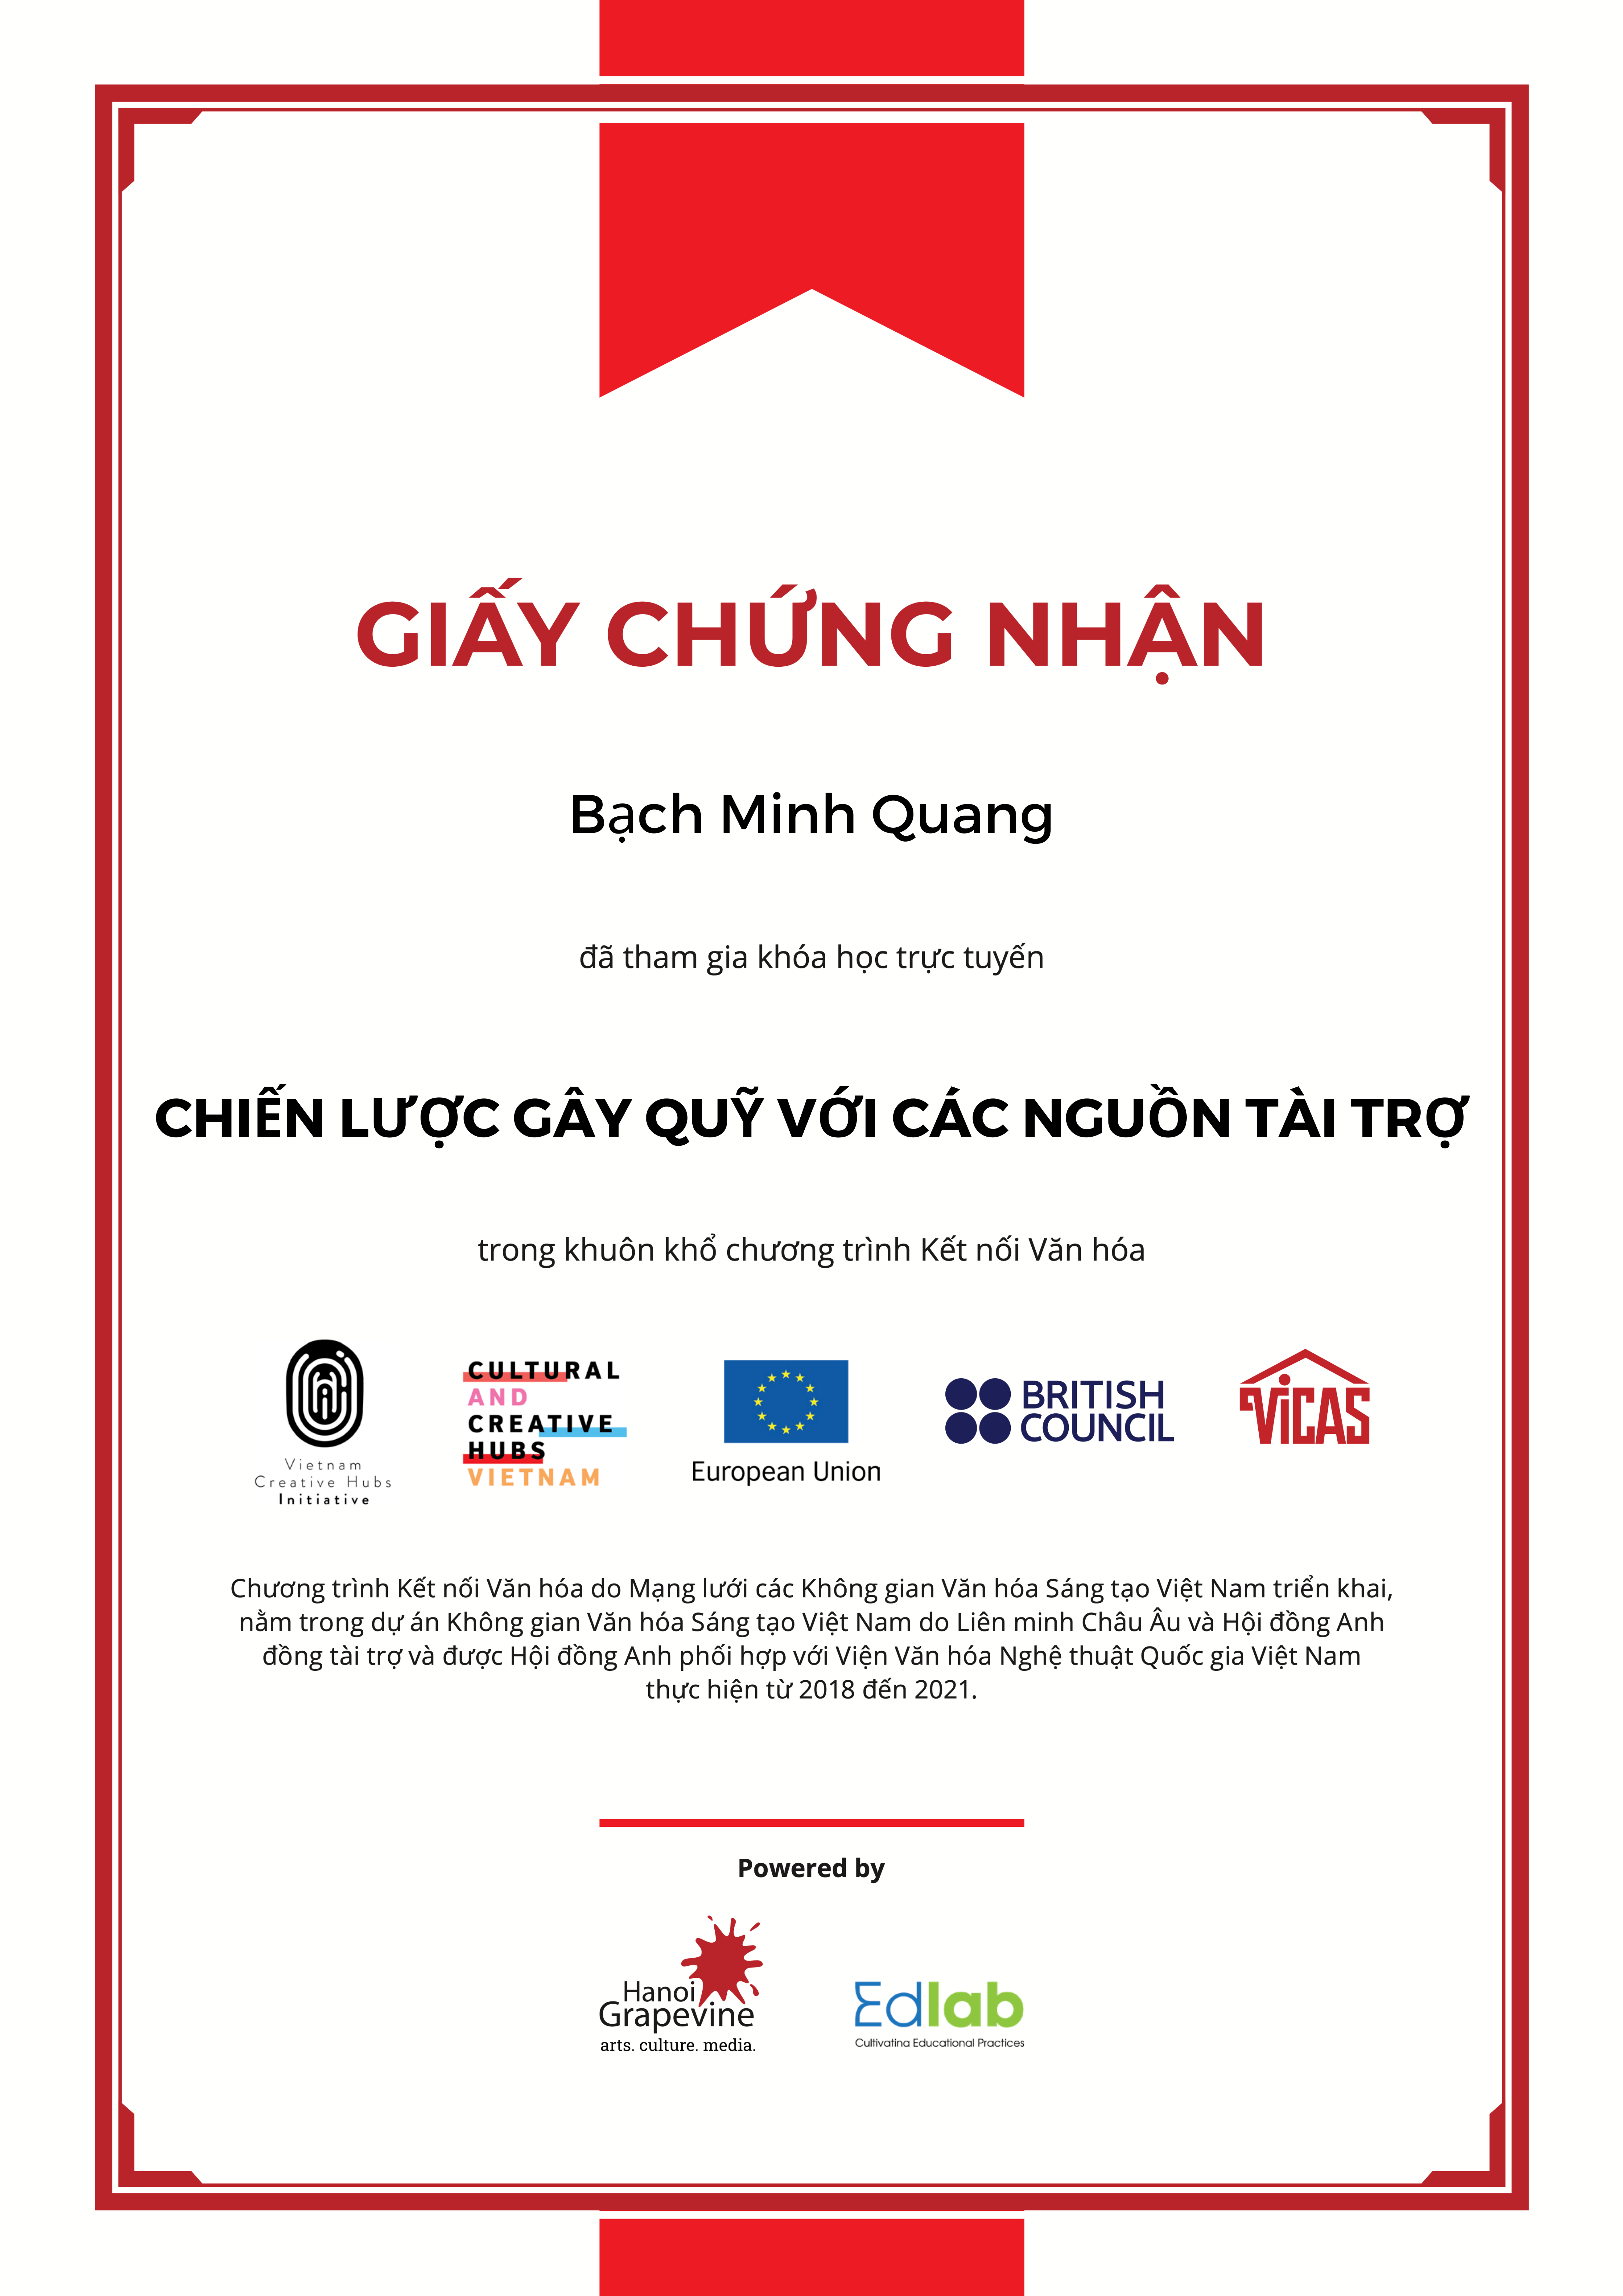 GIẤY CHỨNG NHẬN
Bạch Minh Quang
đã tham gia khóa học trực tuyến
CHIẾN LƯỢC GÂY QUỸ VỚI CÁC NGUỒN TÀI TRỢ
trong khuôn khổ chương trình Kết nối Văn hóa
Vietnam
Creative Hubs
Initiative
CULTURAL
AND
CREATIVE
HUBS
VIETNAM
European Union
BRITISH
COUNCIL
VICAS
Chương trình Kết nối Văn hóa do Mạng lưới các Không gian Văn hóa Sáng tạo Việt Nam triển khai,
nằm trong dự án Không gian Văn hóa Sáng tạo Việt Nam do Liên minh Châu Âu và Hội đồng Anh
đồng tài trợ và được Hội đồng Anh phối hợp với Viện Văn hóa Nghệ thuật Quốc gia Việt Nam
thực hiện từ 2018 đến 2021.
Powered by
Hanoi
Grapevine
arts. culture. media.
Edlab
Cultivating Educational Practices